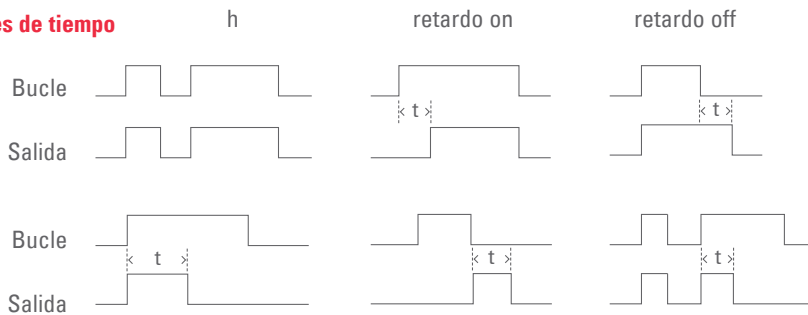 es de tiempo h retardo on retardo off
Bucle
t t
Salida
Bucle
t t t
Salida